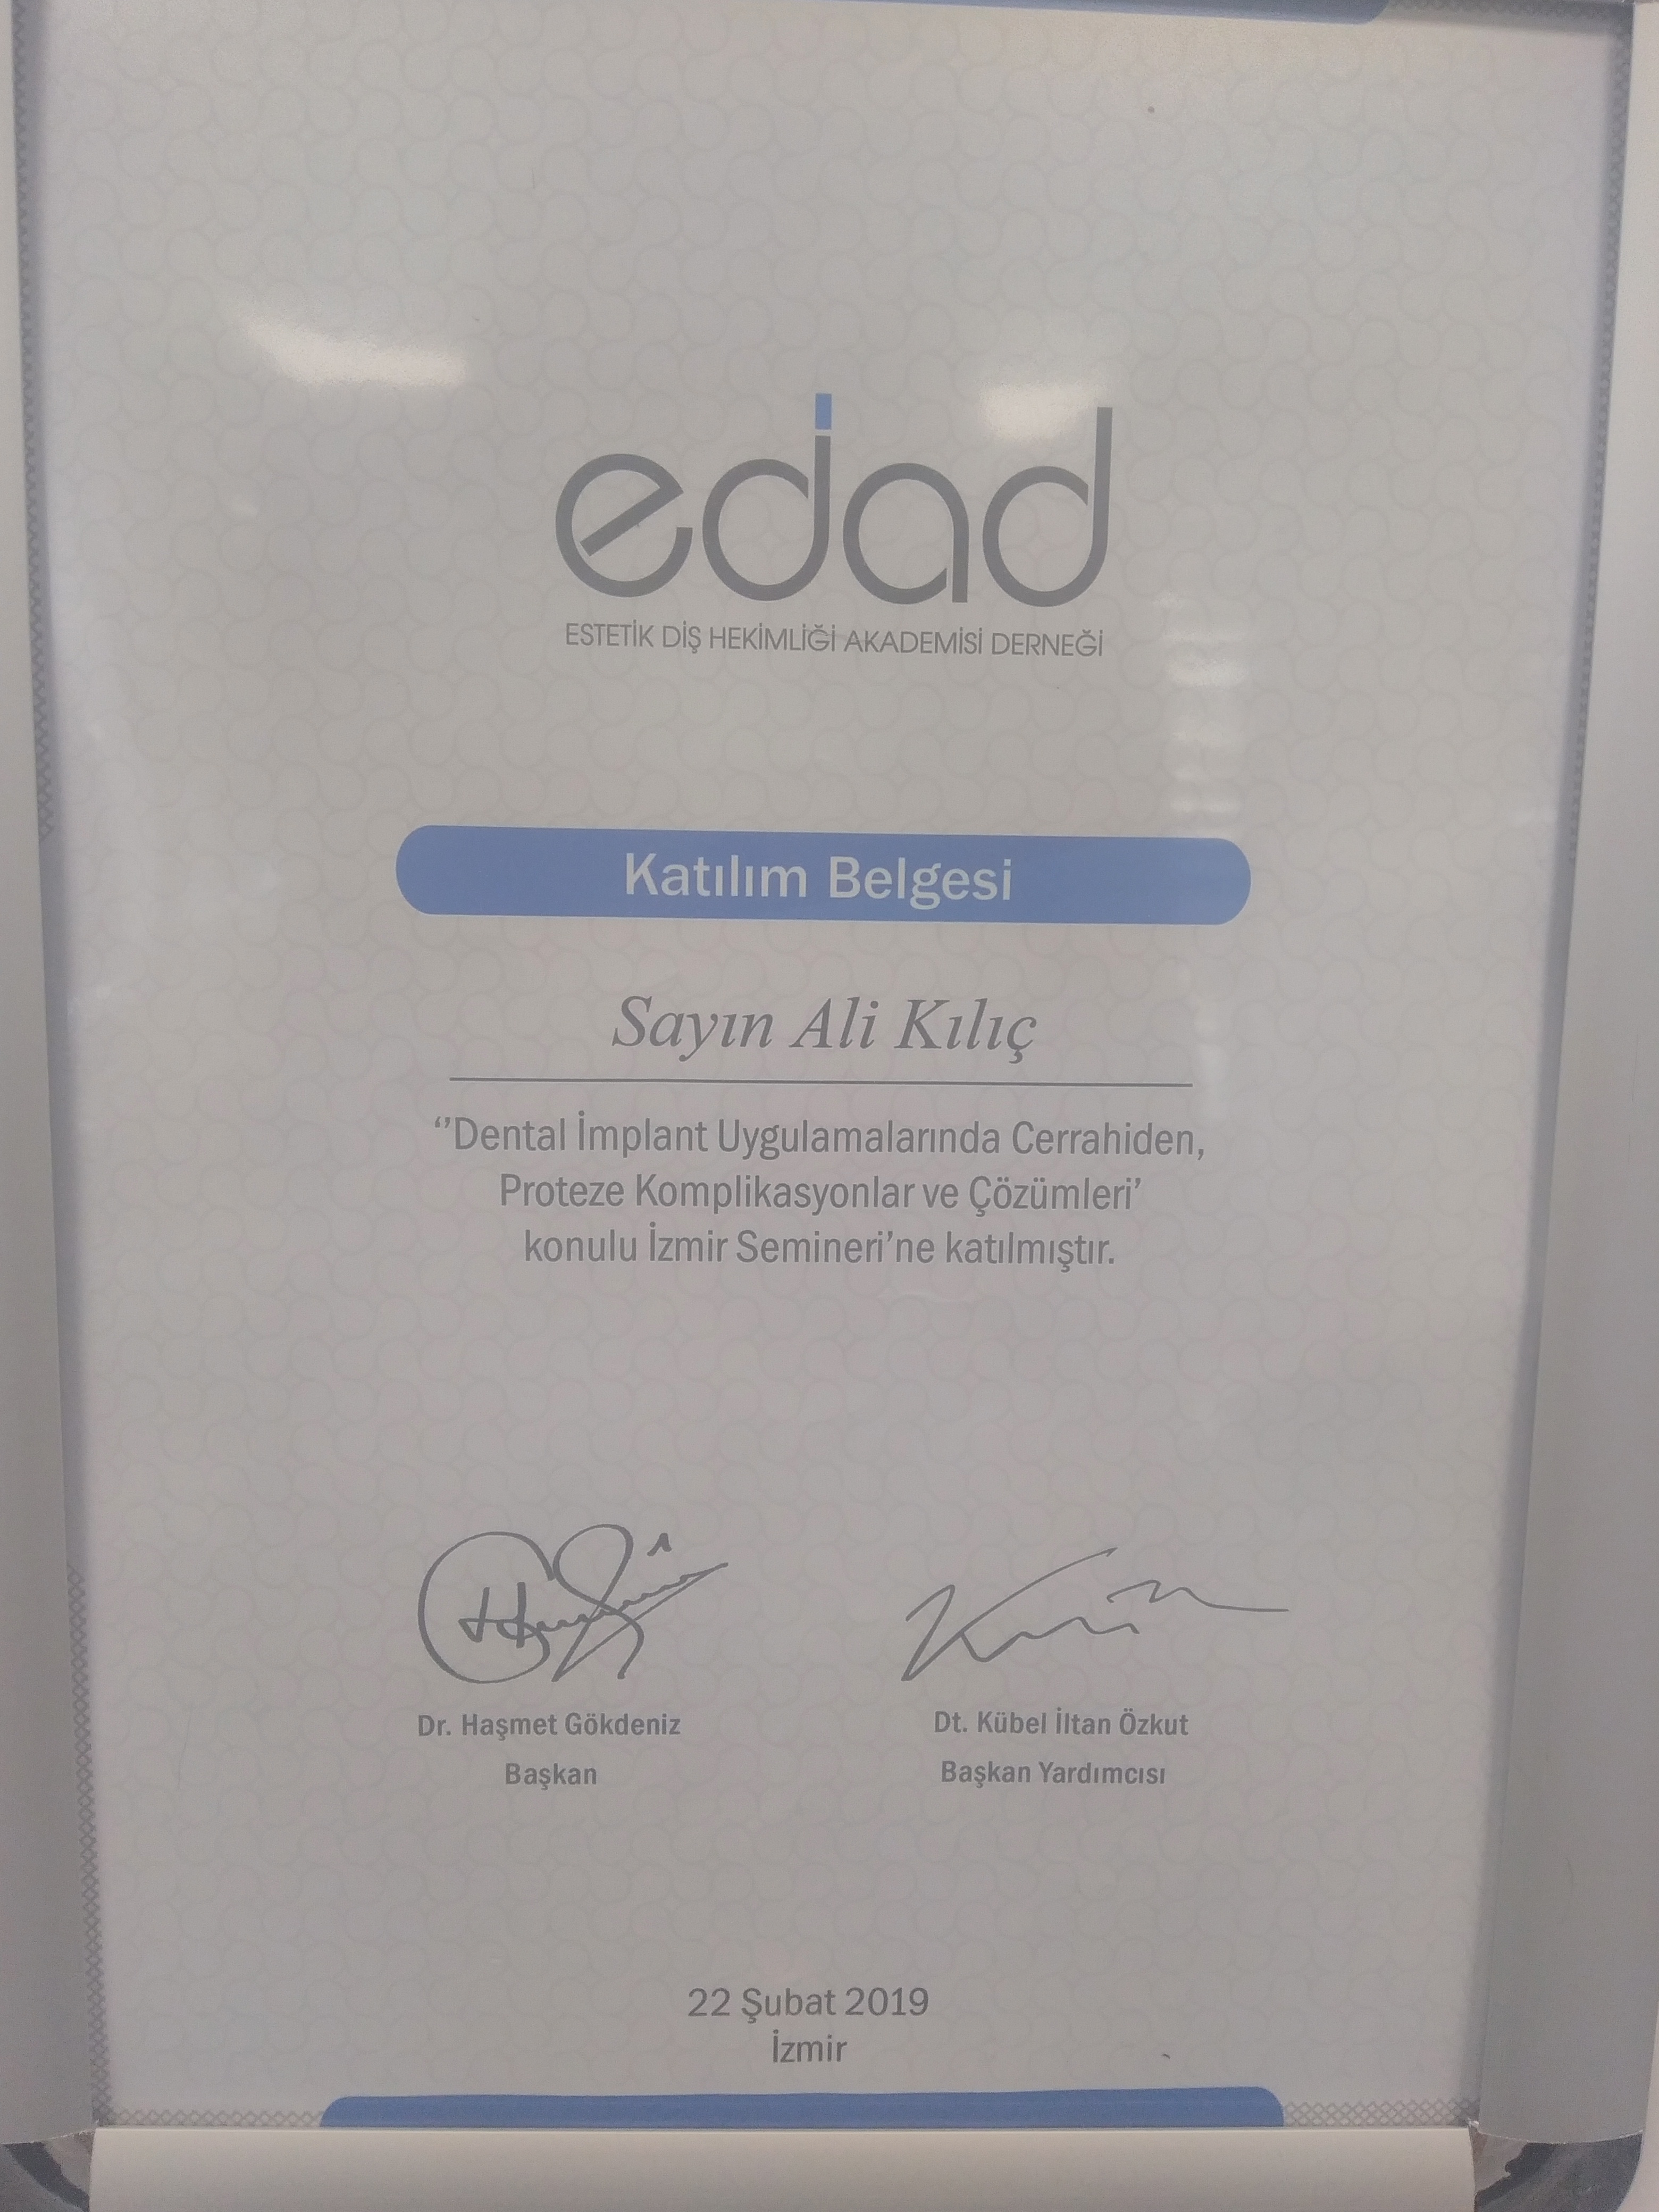 edad
ESTETİK DİŞ HEKİMLİĞİ AKADEMİSİ DERNEĞİ
Katılım Belgesi
Sayın Ali Kılıç
‘’Dental İmplant Uygulamalarında Cerrahiden,
Proteze Komplikasyonlar ve Çözümleri’
konulu İzmir Semineri’ne katılmıştır.
Dr. Haşmet Gökdeniz
Başkan
Dt. Kübel İltan Özkut
Başkan Yardımcısı
22 Şubat 2019
İzmir